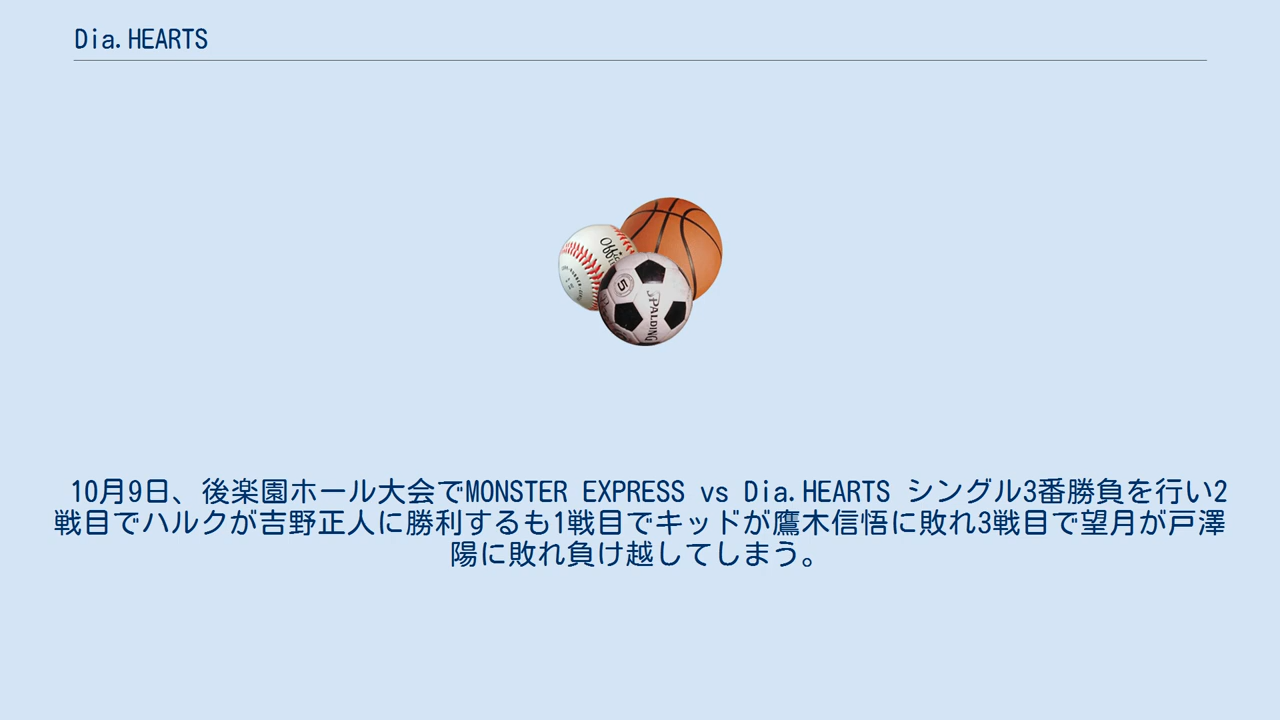 Dia.HEARTS
Offic
5
SPALDING
10月9日、後楽園ホール大会でMONSTER EXPRESS vs Dia.HEARTS シングル3番勝負を行い2
戦目でハルクが吉野正人に勝利するも1戦目でキッドが鷹木信悟に敗れ3戦目で望月が戸澤
陽に敗れ負け越してしまう。